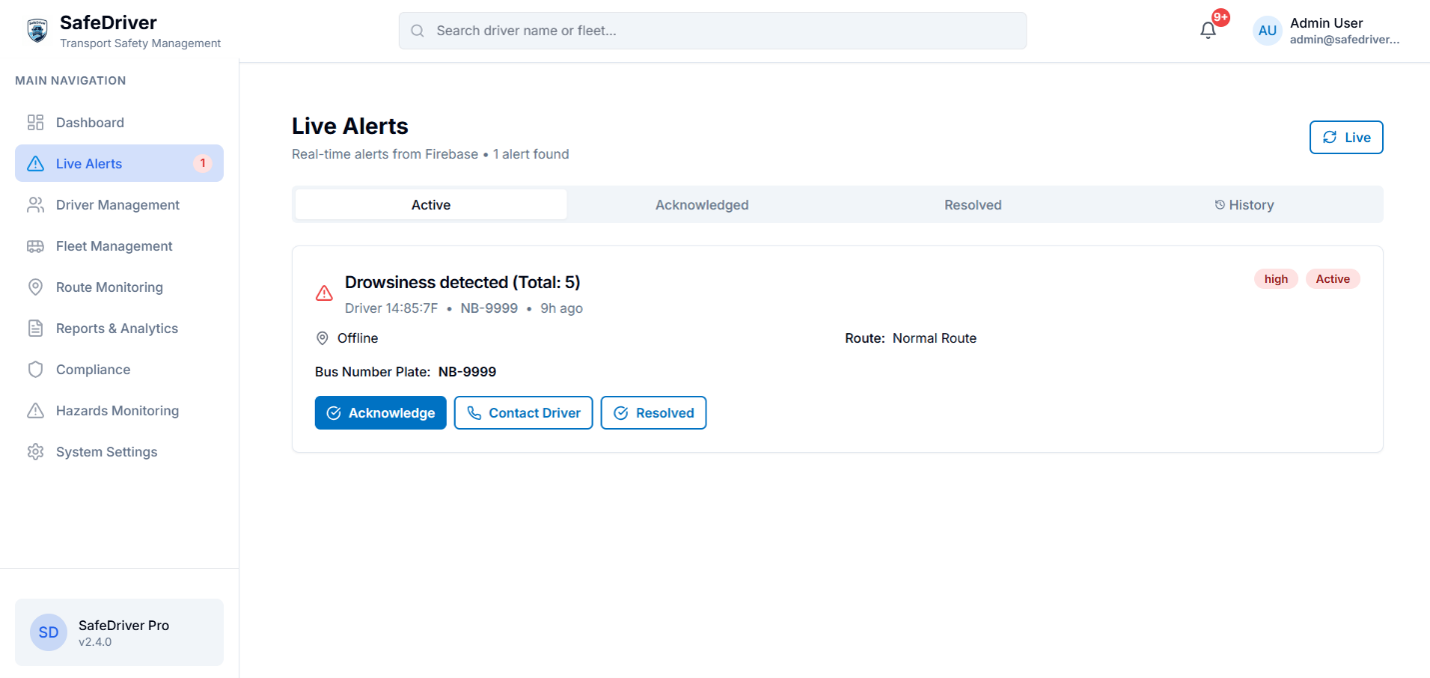 SafeDriver
Transport Safety Management
Search driver name or fleet...
9+
AU
Admin User
admin@safedriver...
MAIN NAVIGATION
Dashboard
Live Alerts 1
Driver Management
Fleet Management
Route Monitoring
Reports & Analytics
Compliance
Hazards Monitoring
System Settings
SD
SafeDriver Pro
v2.4.0
Live Alerts
Real-time alerts from Firebase • 1 alert found
Live
Active Acknowledged Resolved History
Drowsiness detected (Total: 5)
high Active
Driver 14:85:7F • NB-9999 • 9h ago
Offline Route: Normal Route
Bus Number Plate: NB-9999
Acknowledge Contact Driver Resolved